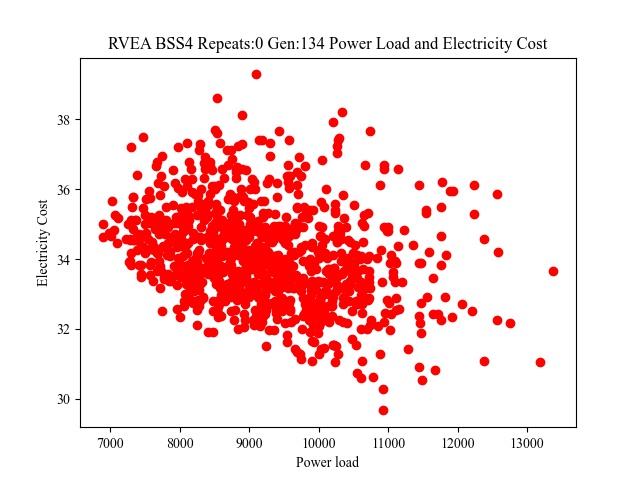 RVEA BSS4 Repeats:0 Gen:134 Power Load and Electricity Cost
Electricity Cost
38
36
34
32
30
7000 8000 9000 10000 11000 12000 13000
Power load